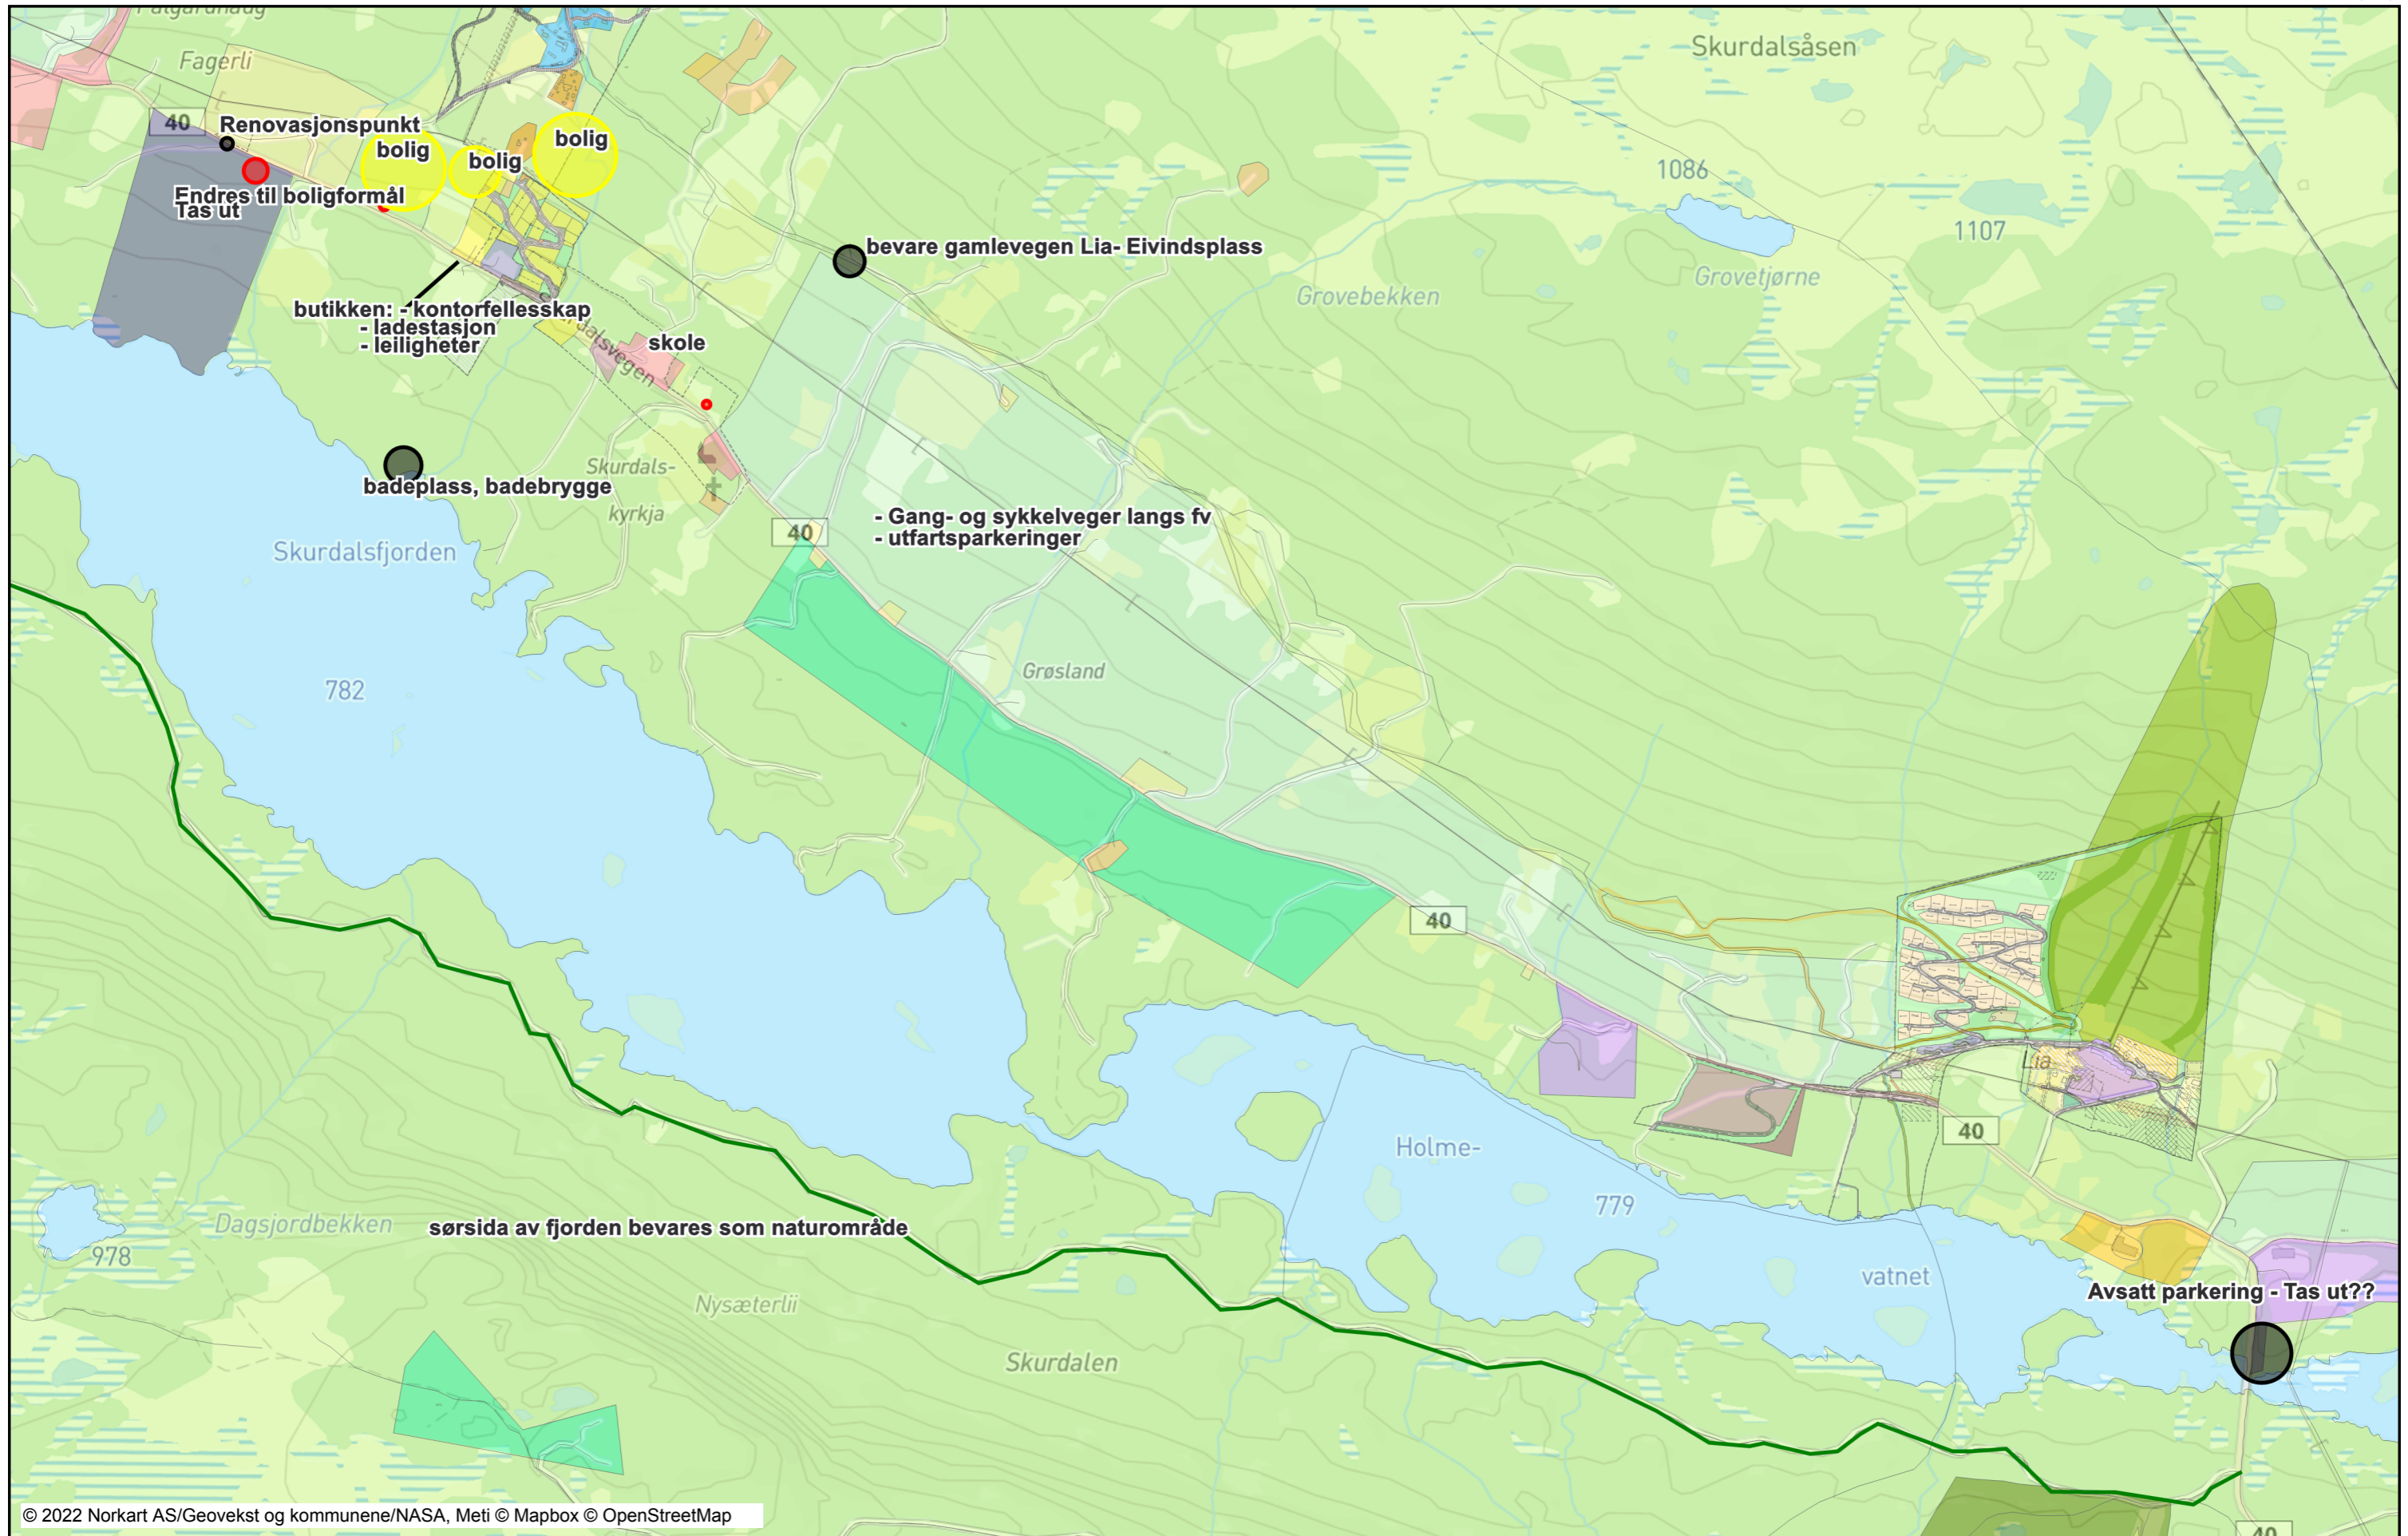 Fagerli
Skurdalsåsen
40
Renovasjonspunkt
bolig
bolig
bolig
Endres til boligformål
Tas ut
1086
1107
bevare gamlevegen Lia- Eivindsplass
Grovebekken
Grovetjørne
butikken: - kontorfellesskap
- ladestasjon
- leiligheter
skole
Skurdals-
kyrkja
badeplass, badebrygge
Skurdalsfjorden
40
- Gang- og sykkelveger langs fv
- utfartsparkeringer
782
Grøsland
40
Lia
40
Holme-
779
vatnet
Dagsjordbekken
978
sørsida av fjorden bevares som naturområde
Nysæterlii
Skurdalen
Avsatt parkering - Tas ut??
© 2022 Norkart AS/Geovekst og kommunene/NASA, Meti © Mapbox © OpenStreetMap
40